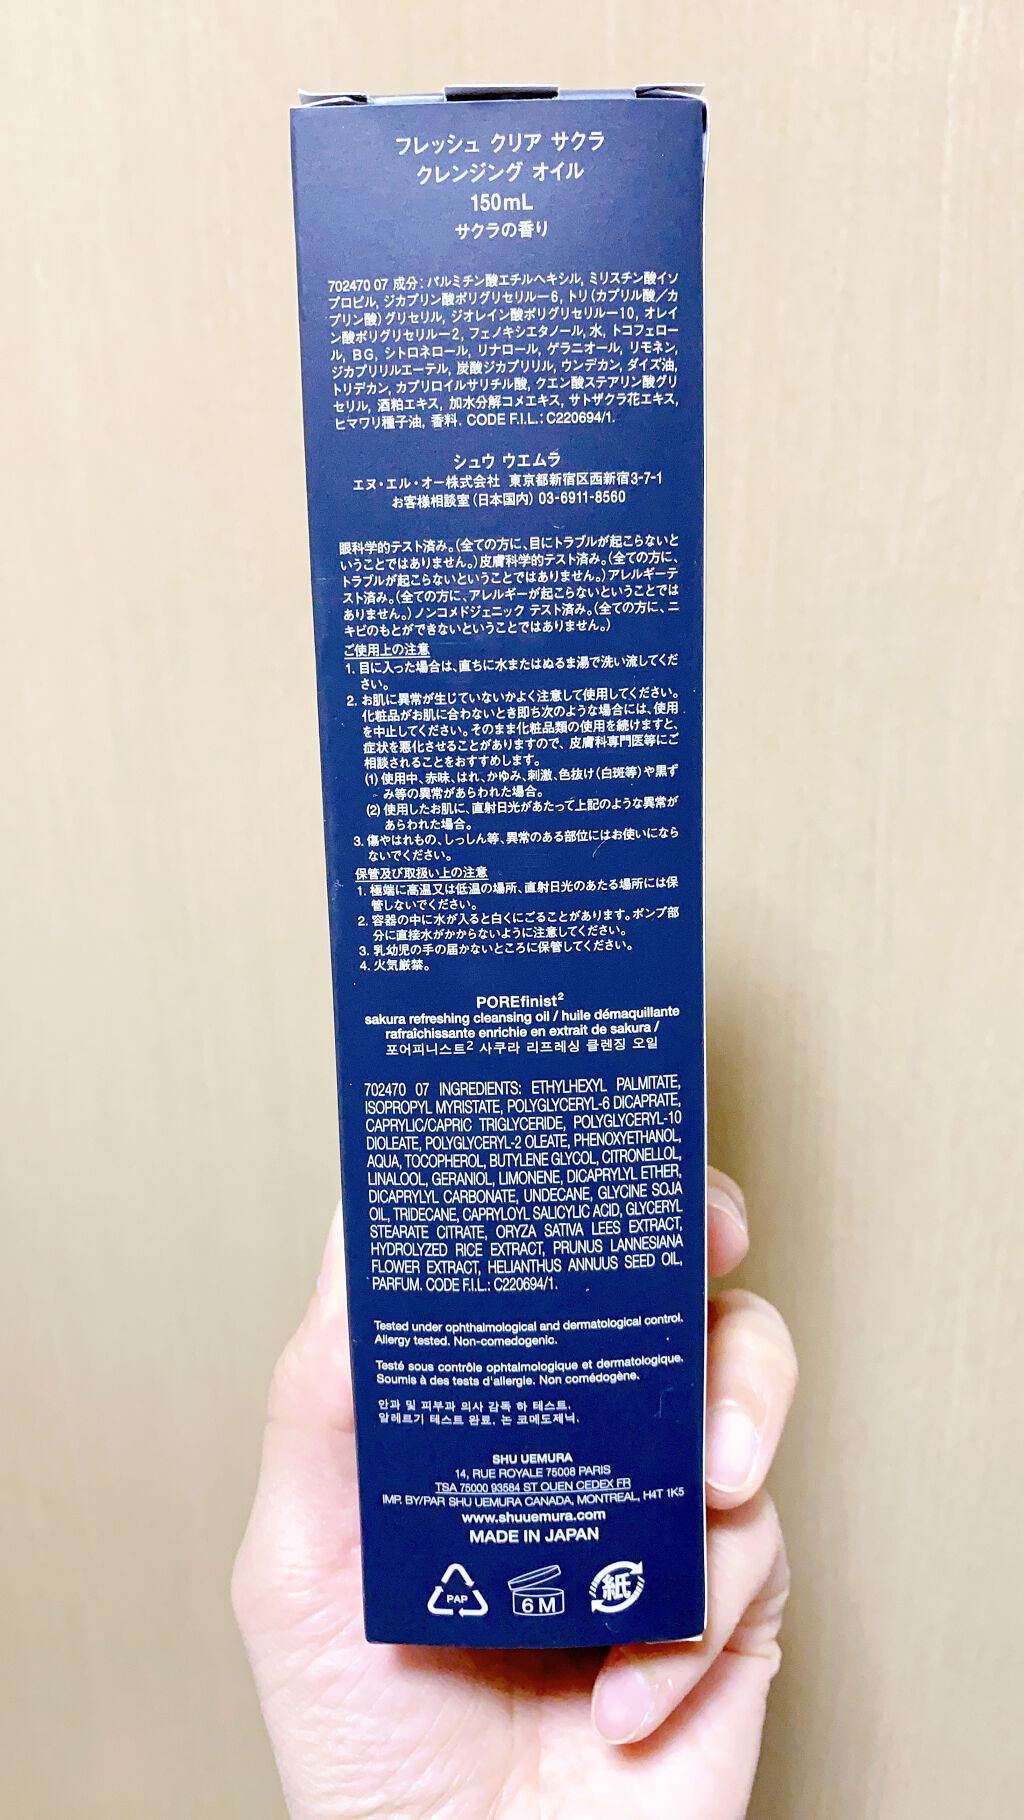 フレッシュ クリア サクラ
クレンジング オイル
150mL
サクラの香り
702470 07 成分：パルミチン酸エチルヘキシル, ミリスチン酸イソ
プロピル, ジカプリン酸ポリグリセリル－6, トリ（カプリル酸／カ
プリン酸）グリセリル, ジオレイン酸ポリグリセリル－10, オレイ
ン酸ポリグリセリル－2, フェノキシエタノール, 水, トコフェロー
ル, BG, シトロネロール, リナロール, ゲラニオール, リモネン,
ジカプリリルエーテル, 炭酸ジカプリリル, ウンデカン, ダイズ油,
トリデカン, カプリロイルサリチル酸, クエン酸ステアリン酸グリ
セリル, 酒粕エキス, 加水分解コメエキス, サトザクラ花エキス,
ヒマワリ種子油, 香料. CODE F.I.L.: C220694/1.
シュウ ウエムラ
エヌ・エル・オー株式会社 東京都新宿区西新宿3-7-1
お客様相談室（日本国内）03-6911-8560
眼科学的テスト済み。（全ての方に、目にトラブルが起こらないと
いうことではありません。）皮膚科学的テスト済み。（全ての方に、
トラブルが起こらないということではありません。）アレルギーテ
スト済み。（全ての方に、アレルギーが起こらないということでは
ありません。）ノンコメドジェニック テスト済み。（全ての方に、ニ
キビのもとができないということではありません。）
ご使用上の注意
1. 目に入った場合は、直ちに水またはぬるま湯で洗い流してくだ
さい。
2. お肌に異常が生じていないかよく注意して使用してください。
化粧品がお肌に合わないとき即ち次のような場合には、使用
を中止してください。そのまま化粧品類の使用を続けますと、
症状を悪化させることがありますので、皮膚科専門医等にご
相談されることをおすすめします。
(1) 使用中、赤味、はれ、かゆみ、刺激、色抜け（白斑等）や黒ず
み等の異常があらわれた場合。
(2) 使用したお肌に、直射日光があたって上記のような異常が
あらわれた場合。
3. 傷やはれもの、しっしん等、異常のある部位にはお使いになら
ないでください。
保管及び取扱い上の注意
1. 極端に高温又は低温の場所、直射日光のあたる場所には保
管しないでください。
2. 容器の中に水が入ると白くにごることがあります。ポンプ部
分に直接水がかからないように注意してください。
3. 乳幼児の手の届かないところに保管してください。
4. 火気厳禁。
POREfinist²
sakura refreshing cleansing oil / huile démaquillante
rafraîchissante enrichie en extrait de sakura /
포어피니스트² 사쿠라 리프레싱 클렌징 오일
702470 07 INGREDIENTS: ETHYLHEXYL PALMITATE,
ISOPROPYL MYRISTATE, POLYGLYCERYL-6 DICAPRATE,
CAPRYLIC/CAPRIC TRIGLYCERIDE, POLYGLYCERYL-10
DIOLEATE, POLYGLYCERYL-2 OLEATE, PHENOXYETHANOL,
AQUA, TOCOPHEROL, BUTYLENE GLYCOL, CITRONELLOL,
LINALOOL, GERANIOL, LIMONENE, DICAPRYLYL ETHER,
DICAPRYLYL CARBONATE, UNDECANE, GLYCINE SOJA
OIL, TRIDECANE, CAPRYLOYL SALICYLIC ACID, GLYCERYL
STEARATE CITRATE, ORYZA SATIVA LEES EXTRACT,
HYDROLYZED RICE EXTRACT, PRUNUS LANNESIANA
FLOWER EXTRACT, HELIANTHUS ANNUUS SEED OIL,
PARFUM. CODE F.I.L.: C220694/1.
Tested under ophthalmological and dermatological control.
Allergy tested. Non-comedogenic.
Testé sous contrôle ophtalmologique et dermatologique.
Soumis à des tests d'allergie. Non comédogène.
안과 및 피부과 의사 감독 하 테스트.
알레르기 테스트 완료. 논 코메도제닉.
SHU UEMURA
14, RUE ROYALE 75008 PARIS
TSA 75000 93584 ST OUEN CEDEX FR
IMP. BY/PAR SHU UEMURA CANADA, MONTREAL, H4T 1K5
www.shuuemura.com
MADE IN JAPAN
PAP
6M
紙